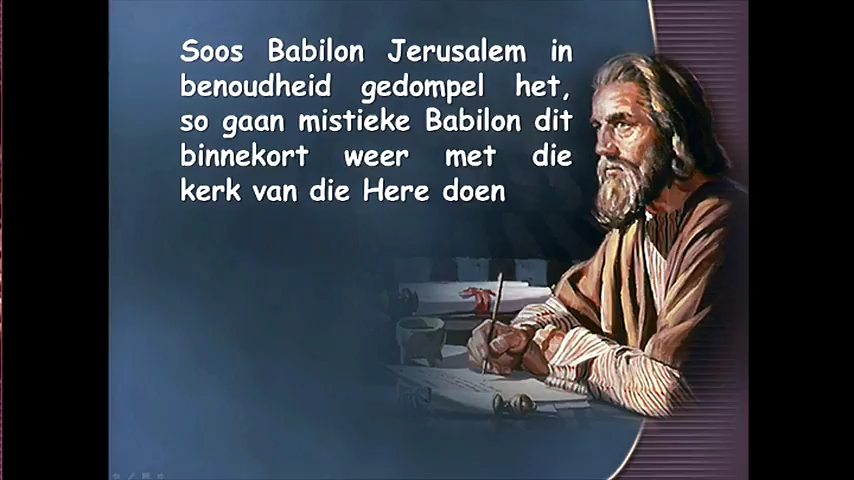 Soos Babilon Jerusalem in
benoudheid gedompel het,
so gaan mistieke Babilon dit
binnekort weer met die
kerk van die Here doen